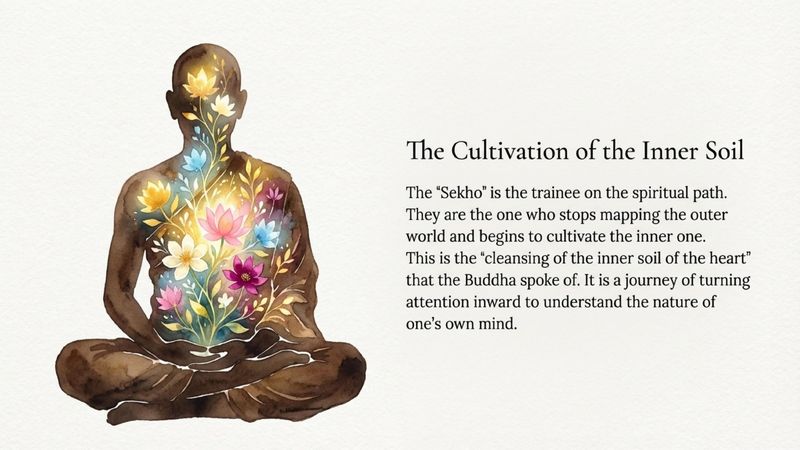 The Cultivation of the Inner Soil
The “Sekho” is the trainee on the spiritual path.
They are the one who stops mapping the outer
world and begins to cultivate the inner one.
This is the “cleansing of the inner soil of the heart”
that the Buddha spoke of. It is a journey of turning
attention inward to understand the nature of
one’s own mind.